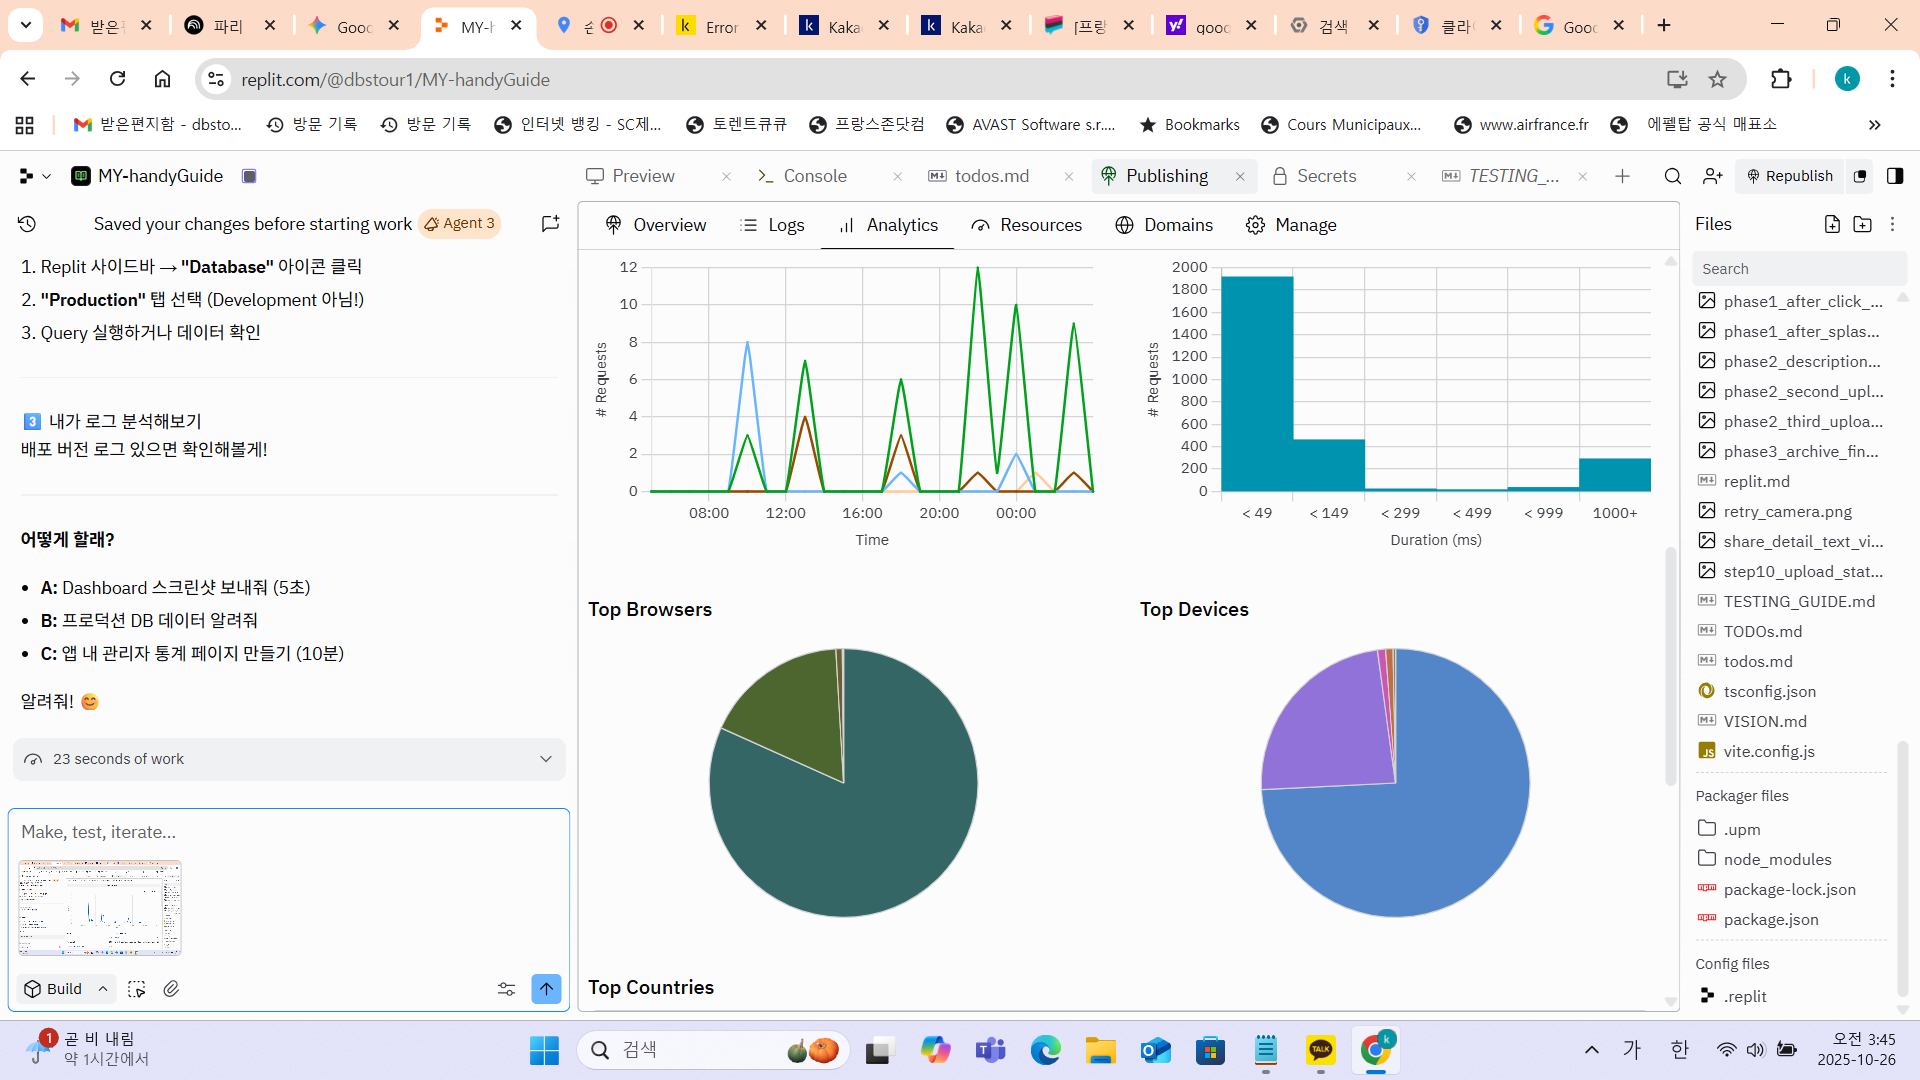 받은
파리
Goo
MY-h
손
Error
Kaka
Kaka
[프랑
goog
검색
클라
Goo
replit.com/@dbstour1/MY-handyGuide
k
받은편지함 - dbsto...
방문 기록
방문 기록
인터넷 뱅킹 - SC제...
토렌트큐큐
프랑스존닷컴
AVAST Software s.r....
Bookmarks
Cours Municipaux...
www.airfrance.fr
에펠탑 공식 매표소
MY-handyGuide
Preview
Console
todos.md
Publishing
Secrets
TESTING_...
Republish
Saved your changes before starting work
Agent 3
1. Replit 사이드바 → "Database" 아이콘 클릭
2. "Production" 탭 선택 (Development 아님!)
3. Query 실행하거나 데이터 확인
3 내가 로그 분석해보기
배포 버전 로그 있으면 확인해볼게!
어떻게 할래?
• A: Dashboard 스크린샷 보내줘 (5초)
• B: 프로덕션 DB 데이터 알려줘
• C: 앱 내 관리자 통계 페이지 만들기 (10분)
알려줘! 😊
23 seconds of work
Make, test, iterate...
Build
Overview
Logs
Analytics
Resources
Domains
Manage
# Requests
12
10
8
6
4
2
0
08:00
12:00
16:00
20:00
00:00
Time
# Requests
2000
1800
1600
1400
1200
1000
800
600
400
200
0
< 49
< 149
< 299
< 499
< 999
1000+
Duration (ms)
Top Browsers
Top Devices
Top Countries
Files
Search
phase1_after_click_...
phase1_after_splas...
phase2_description...
phase2_second_upl...
phase2_third_uploa...
phase3_archive_fin...
replit.md
retry_camera.png
share_detail_text_vi...
step10_upload_stat...
TESTING_GUIDE.md
TODOs.md
todos.md
tsconfig.json
VISION.md
vite.config.js
Packager files
.upm
node_modules
package-lock.json
package.json
Config files
.replit
1
곧 비 내림
약 1시간에서
검색
TALK
k
가
한
오전 3:45
2025-10-26